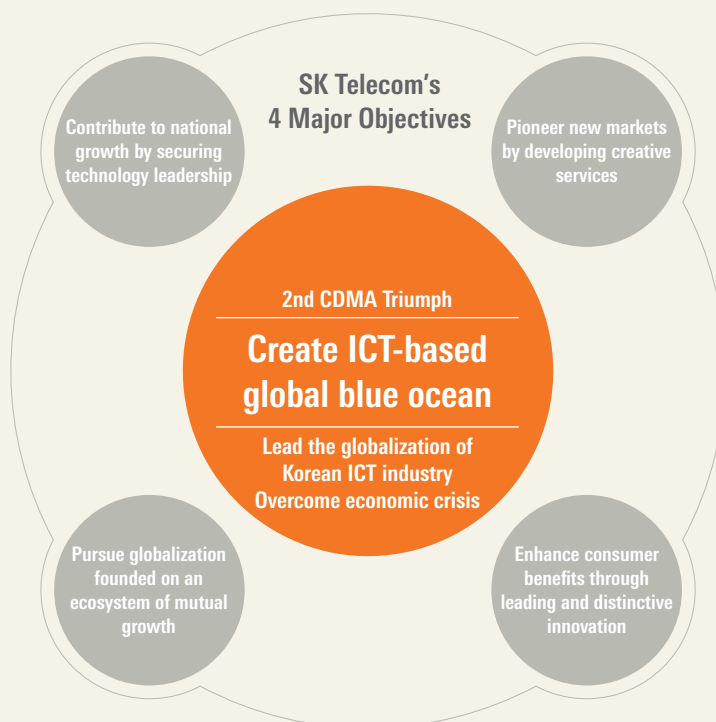 SK Telecom's
4 Major Objectives
Contribute to national
growth by securing
technology leadership
Pioneer new markets
by developing creative
services
2nd CDMA Triumph
Create ICT-based
global blue ocean
Lead the globalization of
Korean ICT industry
Overcome economic crisis
Pursue globalization
founded on an
ecosystem of mutual
growth
Enhance consumer
benefits through
leading and distinctive
innovation